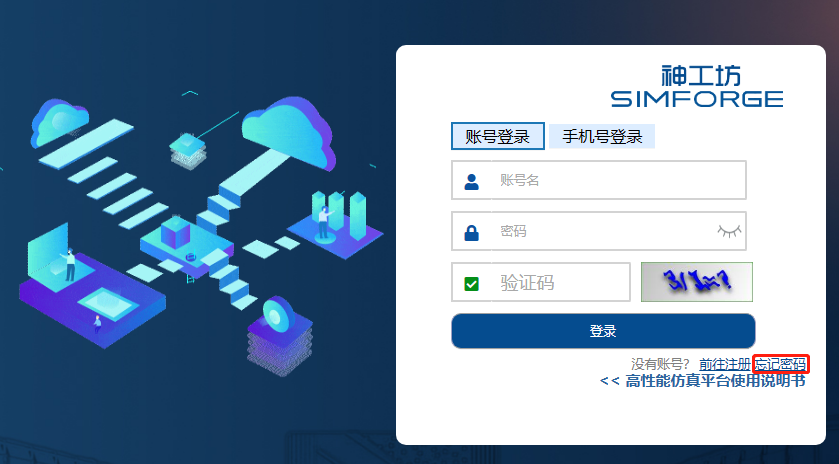 神工坊
SIMFORGE
账号登录 手机号登录
账号名
密码
验证码
登录
没有账号？ 前往注册 忘记密码
<< 高性能仿真平台使用说明书